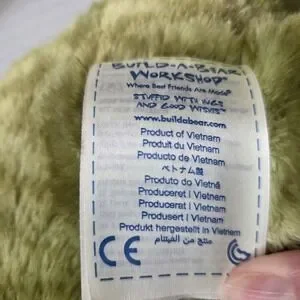 BUILD-A-BEAR
WORKSHOP®
Where Best Friends Are Made®
STUFFED WITH HUGS
AND GOOD WISHES®
www.buildabear.com
Product of Vietnam
Produit du Vietnam
Producto de Vietnam
ベトナム製
Produto do Vietnã
Produceret i Vietnam
Produceret i Vietnam
Produsert i Vietnam
Produkt hergestellt in Vietnam
منتج من الفيتنام
CE